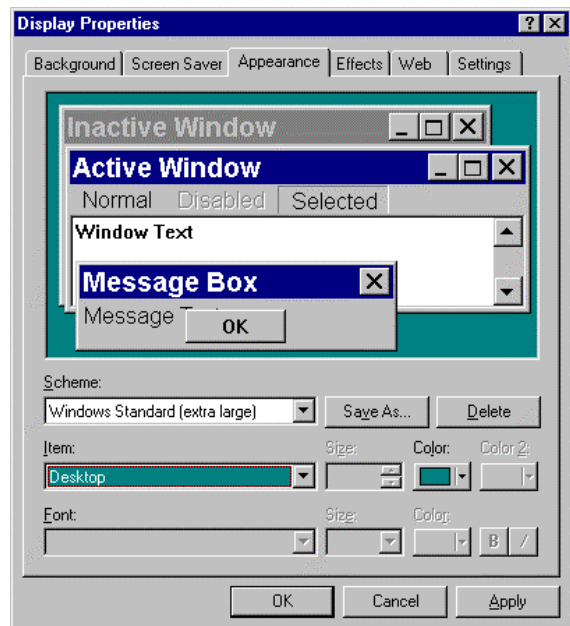 Display Properties
Background Screen Saver Appearance Effects Web Settings
Inactive Window
Active Window
Normal Disabled Selected
Window Text
Message Box
Message
OK
Scheme:
Windows Standard (extra large) Save As... Delete
Item: Size: Color: Color 2:
Desktop
Font: Size: Color:
B /
OK Cancel Apply